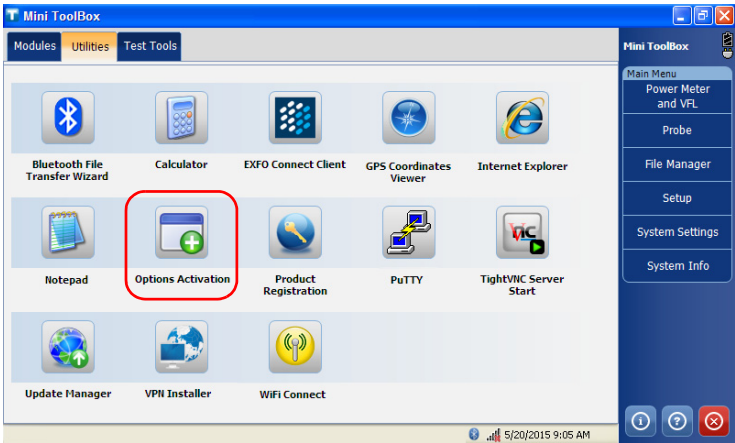 Mini ToolBox
Modules Utilities Test Tools
Bluetooth File
Transfer Wizard
Calculator
EXFO Connect Client
GPS Coordinates
Viewer
Internet Explorer
Notepad
Options Activation
Product
Registration
PuTTY
TightVNC Server
Start
Update Manager
VPN Installer
WiFi Connect
5/20/2015 9:05 AM
Mini ToolBox
Main Menu
Power Meter
and VFL
Probe
File Manager
Setup
System Settings
System Info